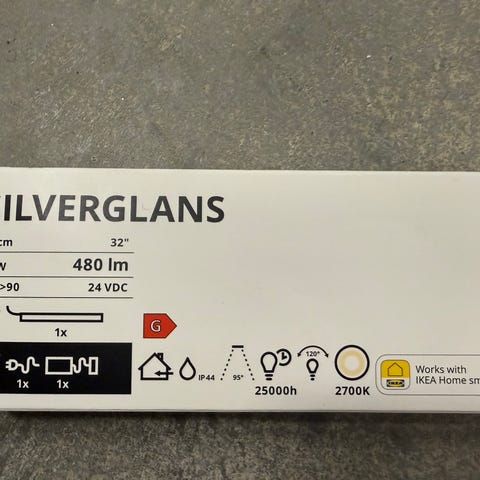 ILVERGLANS
cm 32"
w 480 lm
>90 24 VDC
1x
G
1x 1x
IP44
95°
25000h
120°
2700K
Works with
IKEA Home sm
IKEA